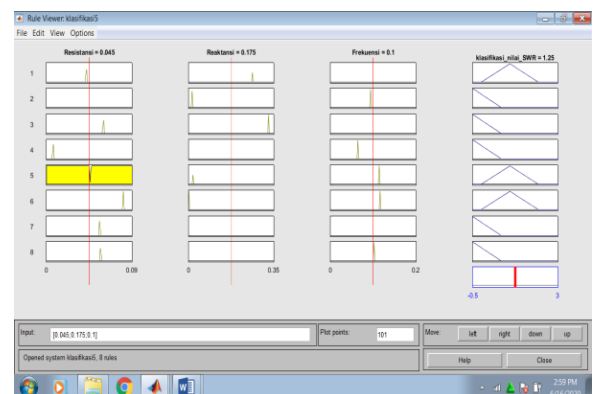 Rule Viewer: klasifikasi5
File Edit View Options
Resistansi = 0.045
Reaktansi = 0.175
Frekuensi = 0.1
klasifikasi_nilai_SWR = 1.25
1
2
3
4
5
6
7
8
0 0.09
0 0.35
0 0.2
-0.5 3
Input: [0.045;0.175;0.1]
Plot points: 101
Move: left right down up
Opened system klasifikasi5, 8 rules
Help Close
2:59 PM